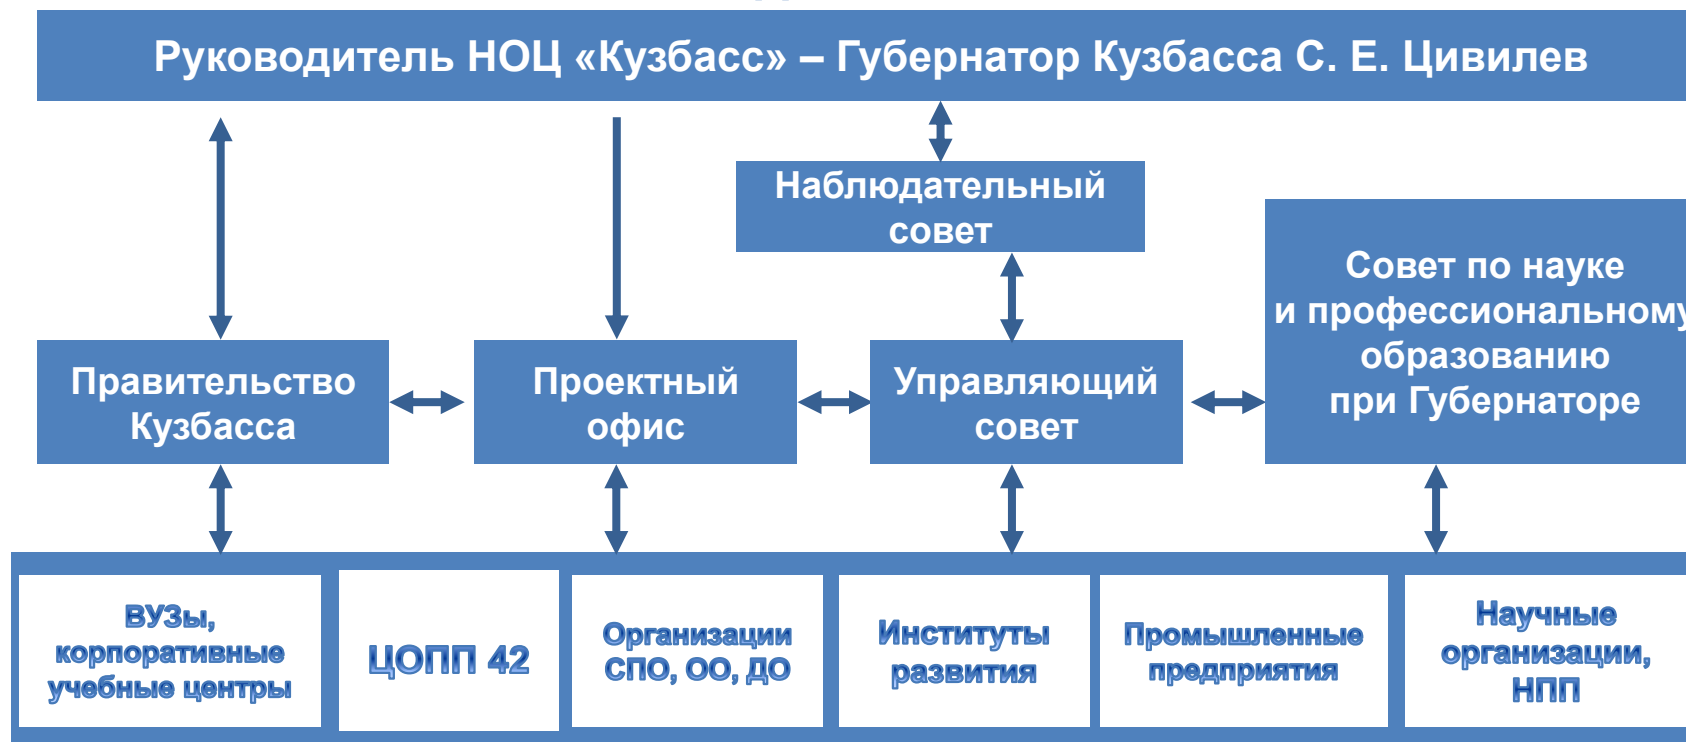 Руководитель НОЦ «Кузбасс» – Губернатор Кузбасса С. Е. Цивилев
Наблюдательный
совет
Совет по науке
и профессиональному
образованию
при Губернаторе
Правительство
Кузбасса
Проектный
офис
Управляющий
совет
ВУЗы,
корпоративные
учебные центры
ЦОПП 42
Организации
СПО, ОО, ДО
Институты
развития
Промышленные
предприятия
Научные
организации,
НПП